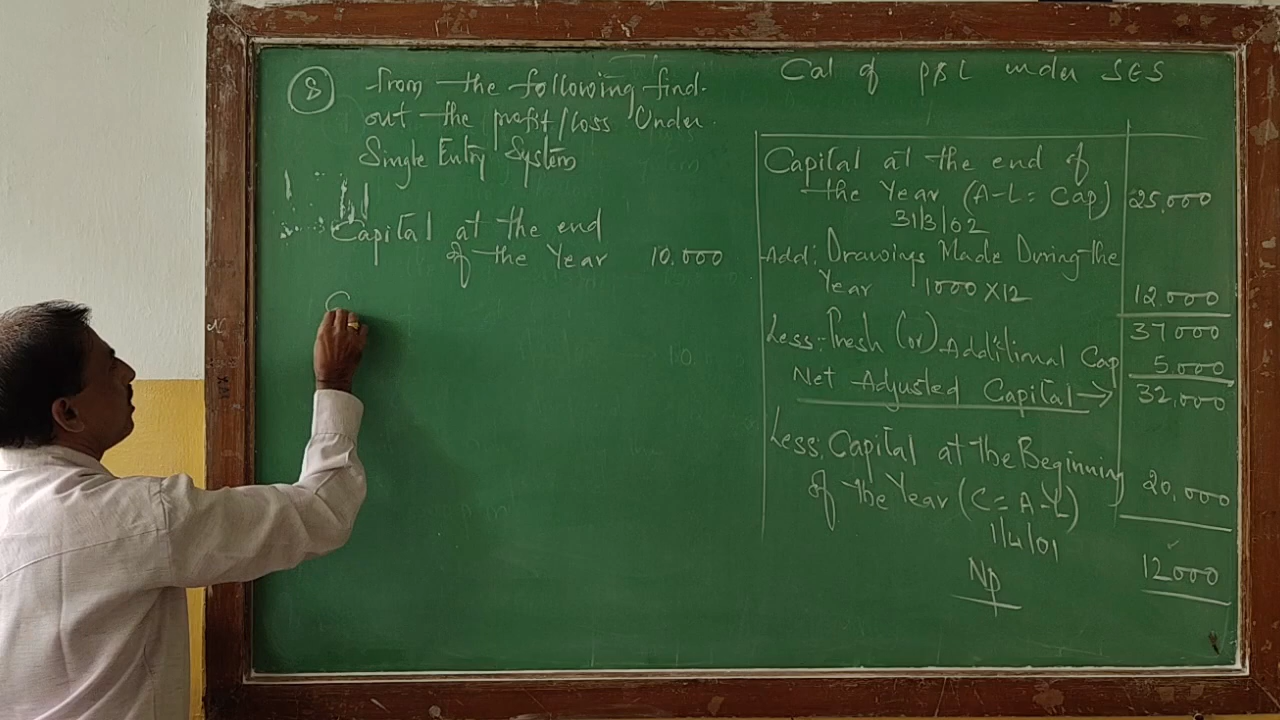 8 from the following find
out the profit/loss Under
Single Entry System
Capital at the end
of the Year 10,000
C
Cal of P&L under SES
Capital at the end of
the Year (A-L = Cap) 25,000
31/3/02
Add: Drawings Made During the
Year 1000 X 12 12,000
37000
Less:- Fresh (or) Additional Cap 5,000
Net Adjusted Capital → 32,000
Less: Capital at the Beginning
of the Year (C = A-L) 20,000
1/4/01
Np 12000